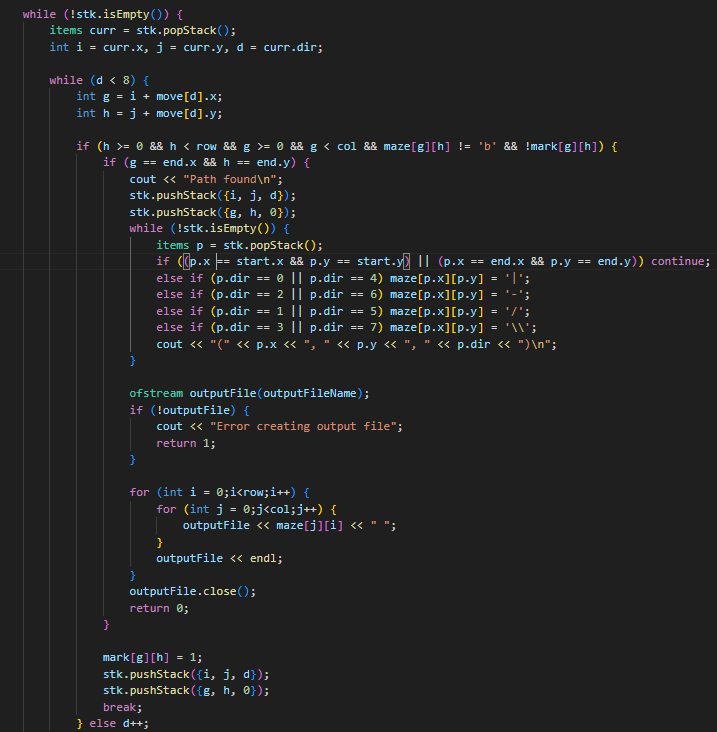 while (!stk.isEmpty()) {
    items curr = stk.popStack();
    int i = curr.x, j = curr.y, d = curr.dir;

    while (d < 8) {
        int g = i + move[d].x;
        int h = j + move[d].y;

        if (h >= 0 && h < row && g >= 0 && g < col && maze[g][h] != 'b' && !mark[g][h]) {
            if (g == end.x && h == end.y) {
                cout << "Path found\n";
                stk.pushStack({i, j, d});
                stk.pushStack({g, h, 0});
                while (!stk.isEmpty()) {
                    items p = stk.popStack();
                    if ((p.x == start.x && p.y == start.y) || (p.x == end.x && p.y == end.y)) continue;
                    else if (p.dir == 0 || p.dir == 4) maze[p.x][p.y] = '|';
                    else if (p.dir == 2 || p.dir == 6) maze[p.x][p.y] = '-';
                    else if (p.dir == 1 || p.dir == 5) maze[p.x][p.y] = '/';
                    else if (p.dir == 3 || p.dir == 7) maze[p.x][p.y] = '\\';
                    cout << "(" << p.x << ", " << p.y << ", " << p.dir << ")\n";
                }

                ofstream outputFile(outputFileName);
                if (!outputFile) {
                    cout << "Error creating output file";
                    return 1;
                }

                for (int i = 0;i<row;i++) {
                    for (int j = 0;j<col;j++) {
                        outputFile << maze[j][i] << " ";
                    }
                    outputFile << endl;
                }
                outputFile.close();
                return 0;
            }

            mark[g][h] = 1;
            stk.pushStack({i, j, d});
            stk.pushStack({g, h, 0});
            break;
        } else d++;